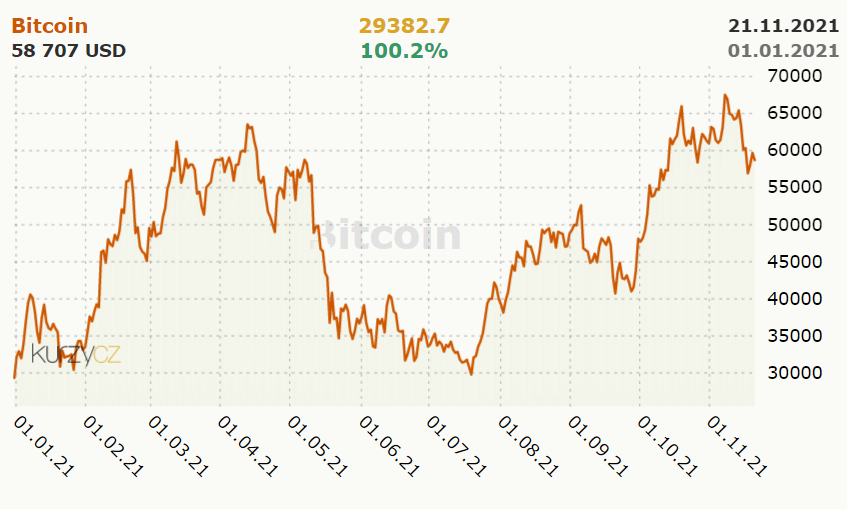 Bitcoin 29382.7 21.11.2021
58 707 USD 100.2% 01.01.2021
70000
65000
60000
55000
Bitcoin 50000
45000
40000
kurzycz 35000
30000
01.01.21 01.02.21 01.03.21 01.04.21 01.05.21 01.06.21 01.07.21 01.08.21 01.09.21 01.10.21 01.11.21